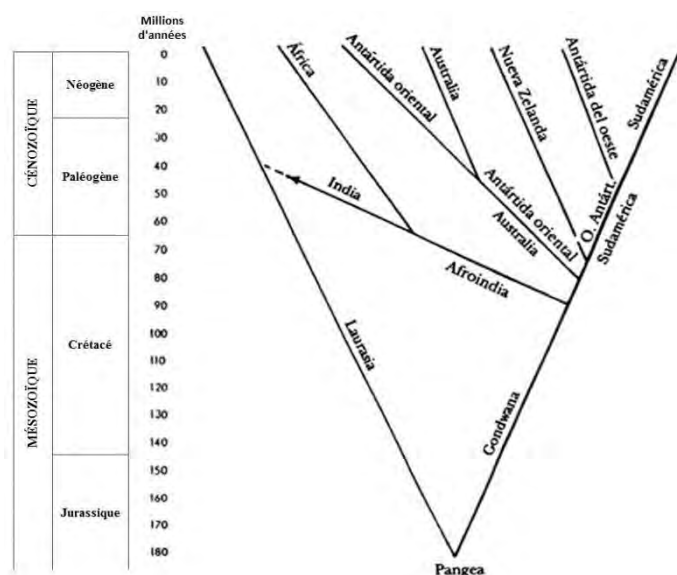 Millions
d'années
CÉNOZOÏQUE
Néogène
Paléogène
MÉSOZOÏQUE
Crétacé
Jurassique
0
10
20
30
40
50
60
70
80
90
100
110
120
130
140
150
160
170
180
África
Antártida oriental
Australia
Nueva Zelanda
Antártida del oeste
Sudamérica
India
Antártida oriental
Australia
O. Antárt.
Sudamérica
Afroindia
Laurasia
Gondwana
Pangea